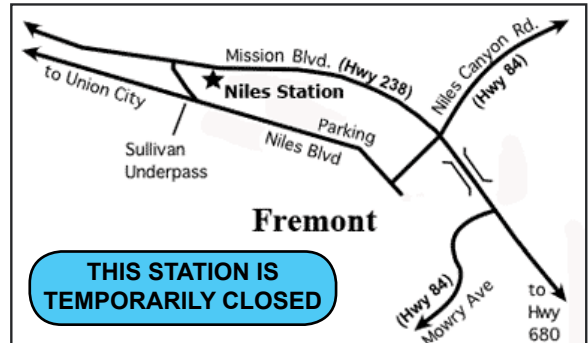 Mission Blvd. (Hwy 238)
Niles Canyon Rd.
(Hwy 84)
to Union City
Niles Station
Parking
Niles Blvd
Sullivan
Underpass
Fremont
THIS STATION IS
TEMPORARILY CLOSED
(Hwy 84)
Mowry Ave
to
Hwy
680